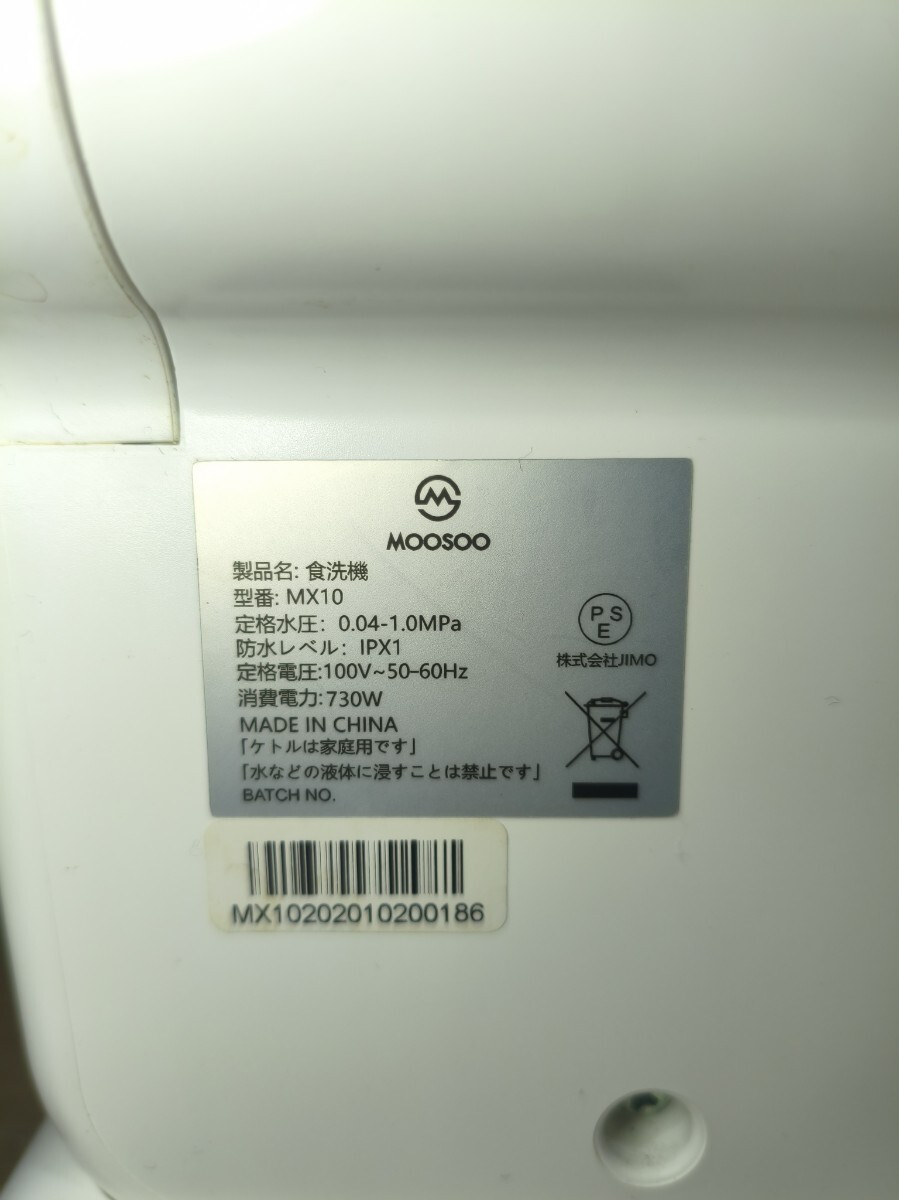 MOOSOO
製品名: 食洗機
型番: MX10
定格水圧: 0.04-1.0MPa
防水レベル: IPX1
定格電圧:100V~50-60Hz
消費電力:730W
MADE IN CHINA
「ケトルは家庭用です」
「水などの液体に浸すことは禁止です」
BATCH NO.
PSE
株式会社JIMO
MX10202010200186